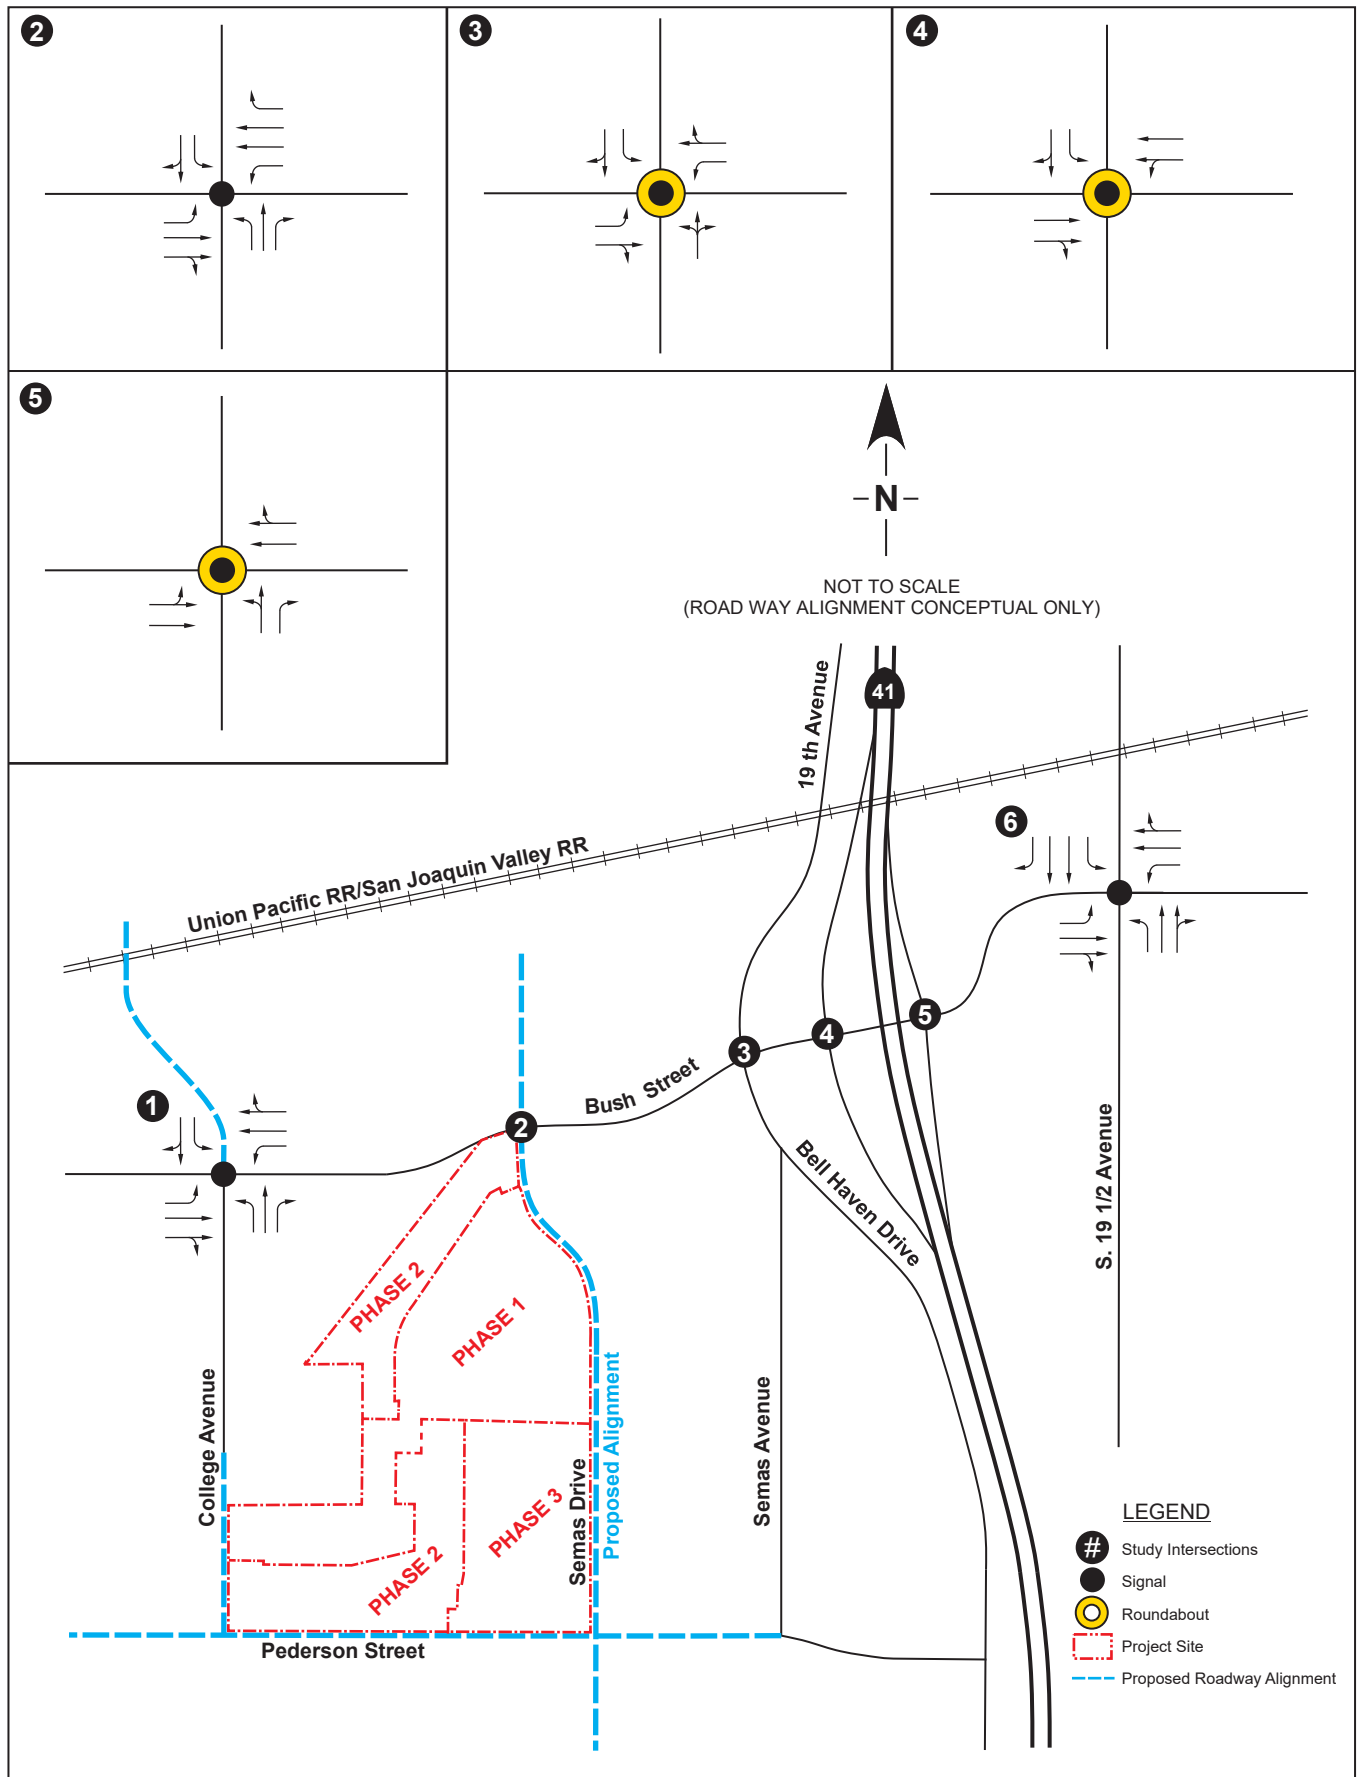 2
3
4
5
N
NOT TO SCALE
(ROAD WAY ALIGNMENT CONCEPTUAL ONLY)
19 th Avenue
41
Union Pacific RR/San Joaquin Valley RR
6
1
2
Bush Street
3
4
5
Bell Haven Drive
S. 19 1/2 Avenue
PHASE 2
PHASE 1
College Avenue
Semas Drive
Proposed Alignment
Semas Avenue
PHASE 3
PHASE 2
Pederson Street
LEGEND
# Study Intersections
Signal
Roundabout
Project Site
Proposed Roadway Alignment